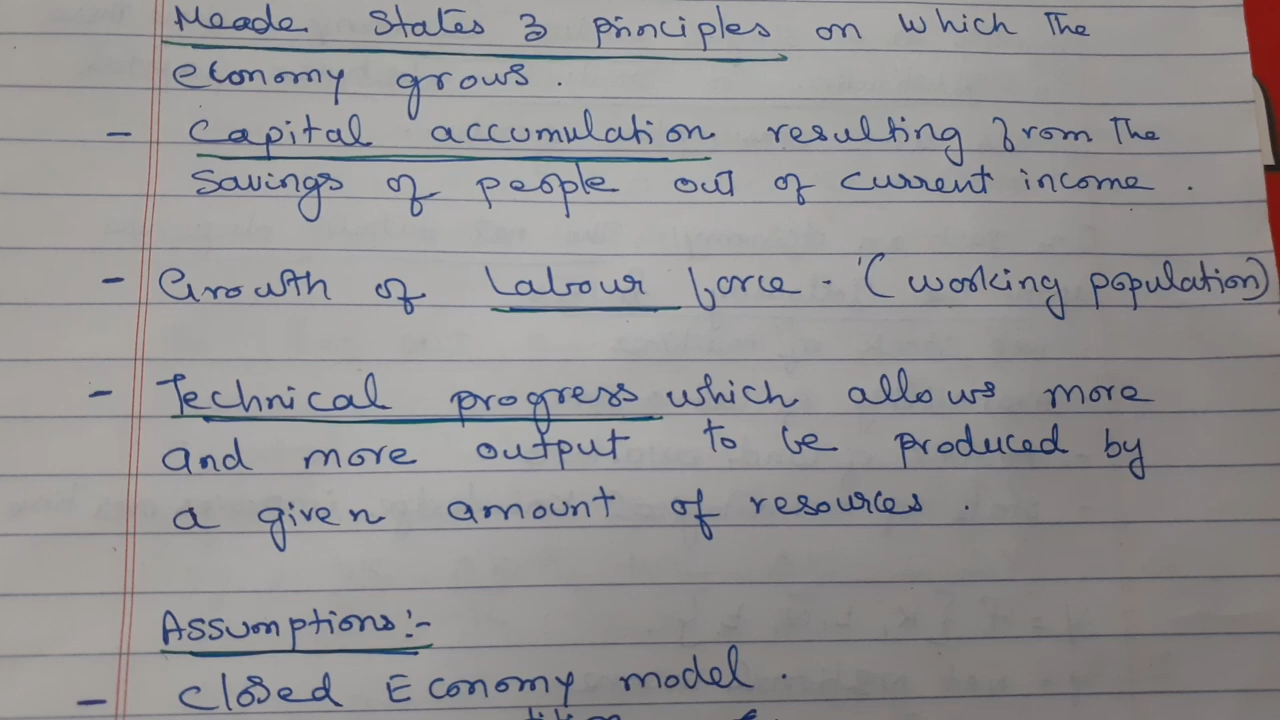 Meade States 3 principles on which The
economy grows.
- Capital accumulation resulting from The
savings of people out of current income.
- Growth of Labour force - (working population)
- Technical progress which allows more
and more output to be produced by
a given amount of resources.
Assumptions:-
- Closed Economy model.